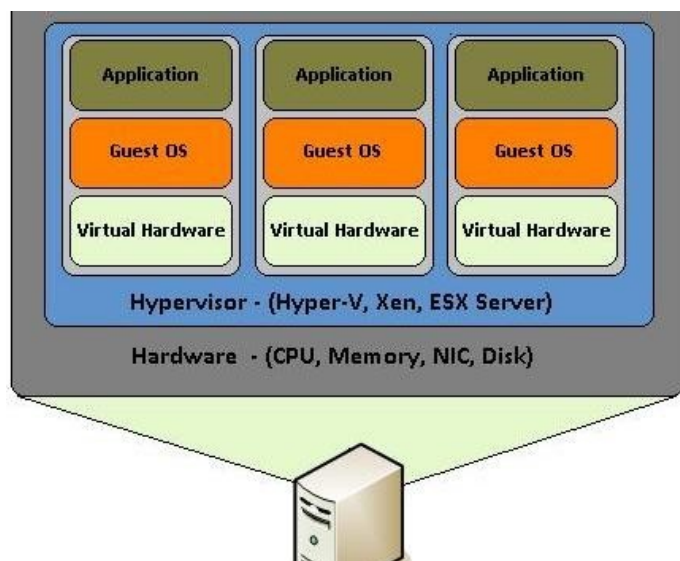 Application Application Application
Guest OS Guest OS Guest OS
Virtual Hardware Virtual Hardware Virtual Hardware
Hypervisor - (Hyper-V, Xen, ESX Server)
Hardware - (CPU, Memory, NIC, Disk)